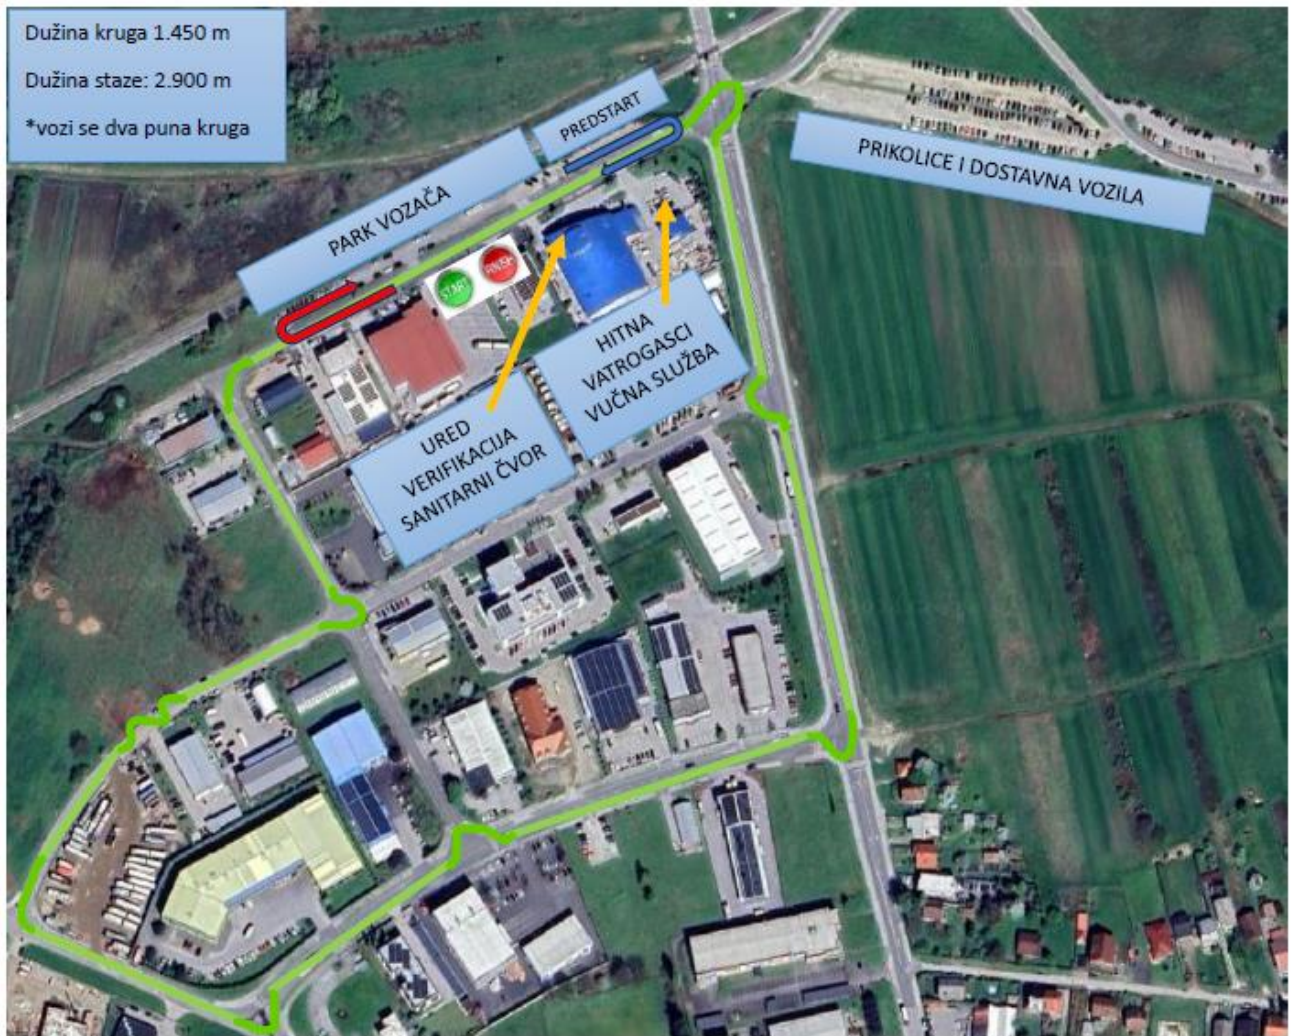 Dužina kruga 1.450 m
Dužina staze: 2.900 m
*vozi se dva puna kruga
PREDSTART
PARK VOZAČA
PRIKOLICE I DOSTAVNA VOZILA
START
FINISH
HITNA
VATROGASCI
VUČNA SLUŽBA
URED
VERIFIKACIJA
SANITARNI ČVOR